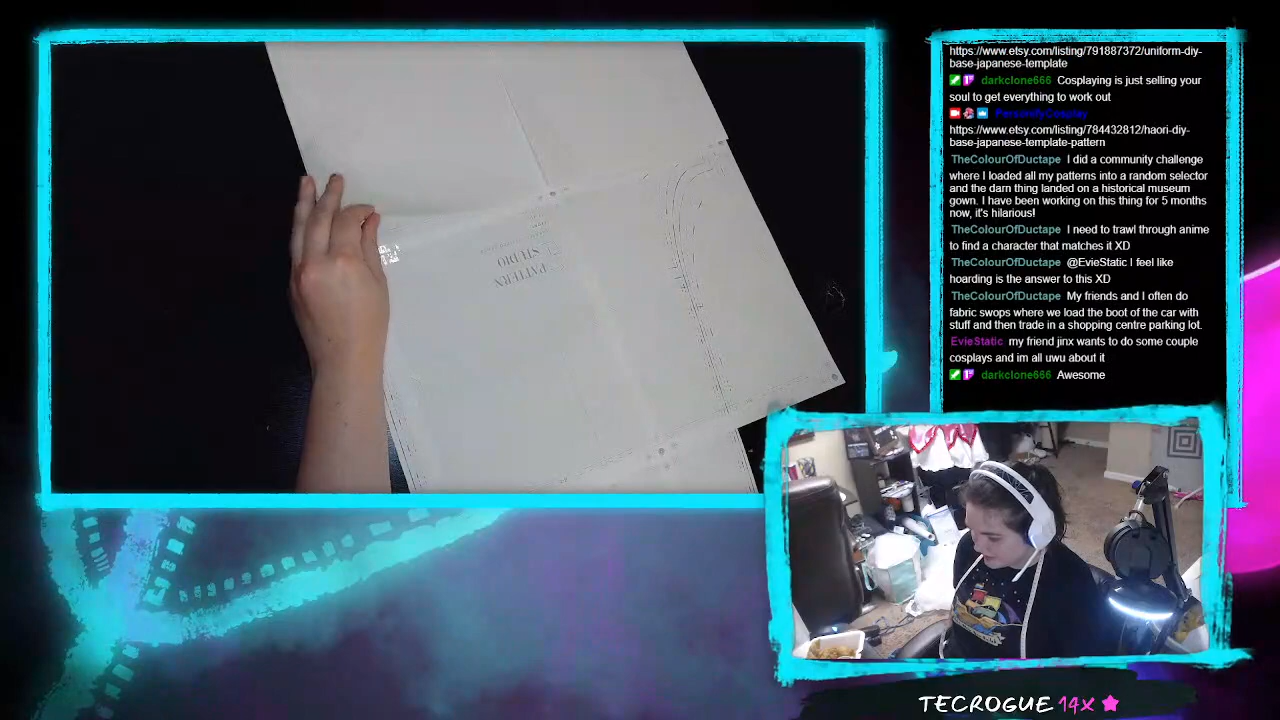 https://www.etsy.com/listing/791887372/uniform-diy-
base-japanese-template
darkclone666 Cosplaying is just selling your
soul to get everything to work out
PersonifyCosplay
https://www.etsy.com/listing/784432812/haori-diy-
base-japanese-template-pattern
TheColourOfDuctape I did a community challenge
where I loaded all my patterns into a random selector
and the darn thing landed on a historical museum
gown. I have been working on this thing for 5 months
now, it's hilarious!
TheColourOfDuctape I need to trawl through anime
to find a character that matches it XD
TheColourOfDuctape @EvieStatic I feel like
hoarding is the answer to this XD
TheColourOfDuctape My friends and I often do
fabric swops where we load the boot of the car with
stuff and then trade in a shopping centre parking lot.
EvieStatic my friend jinx wants to do some couple
cosplays and im all uwu about it
darkclone666 Awesome
PATTERN
STUDIO
TECROGUE 14X